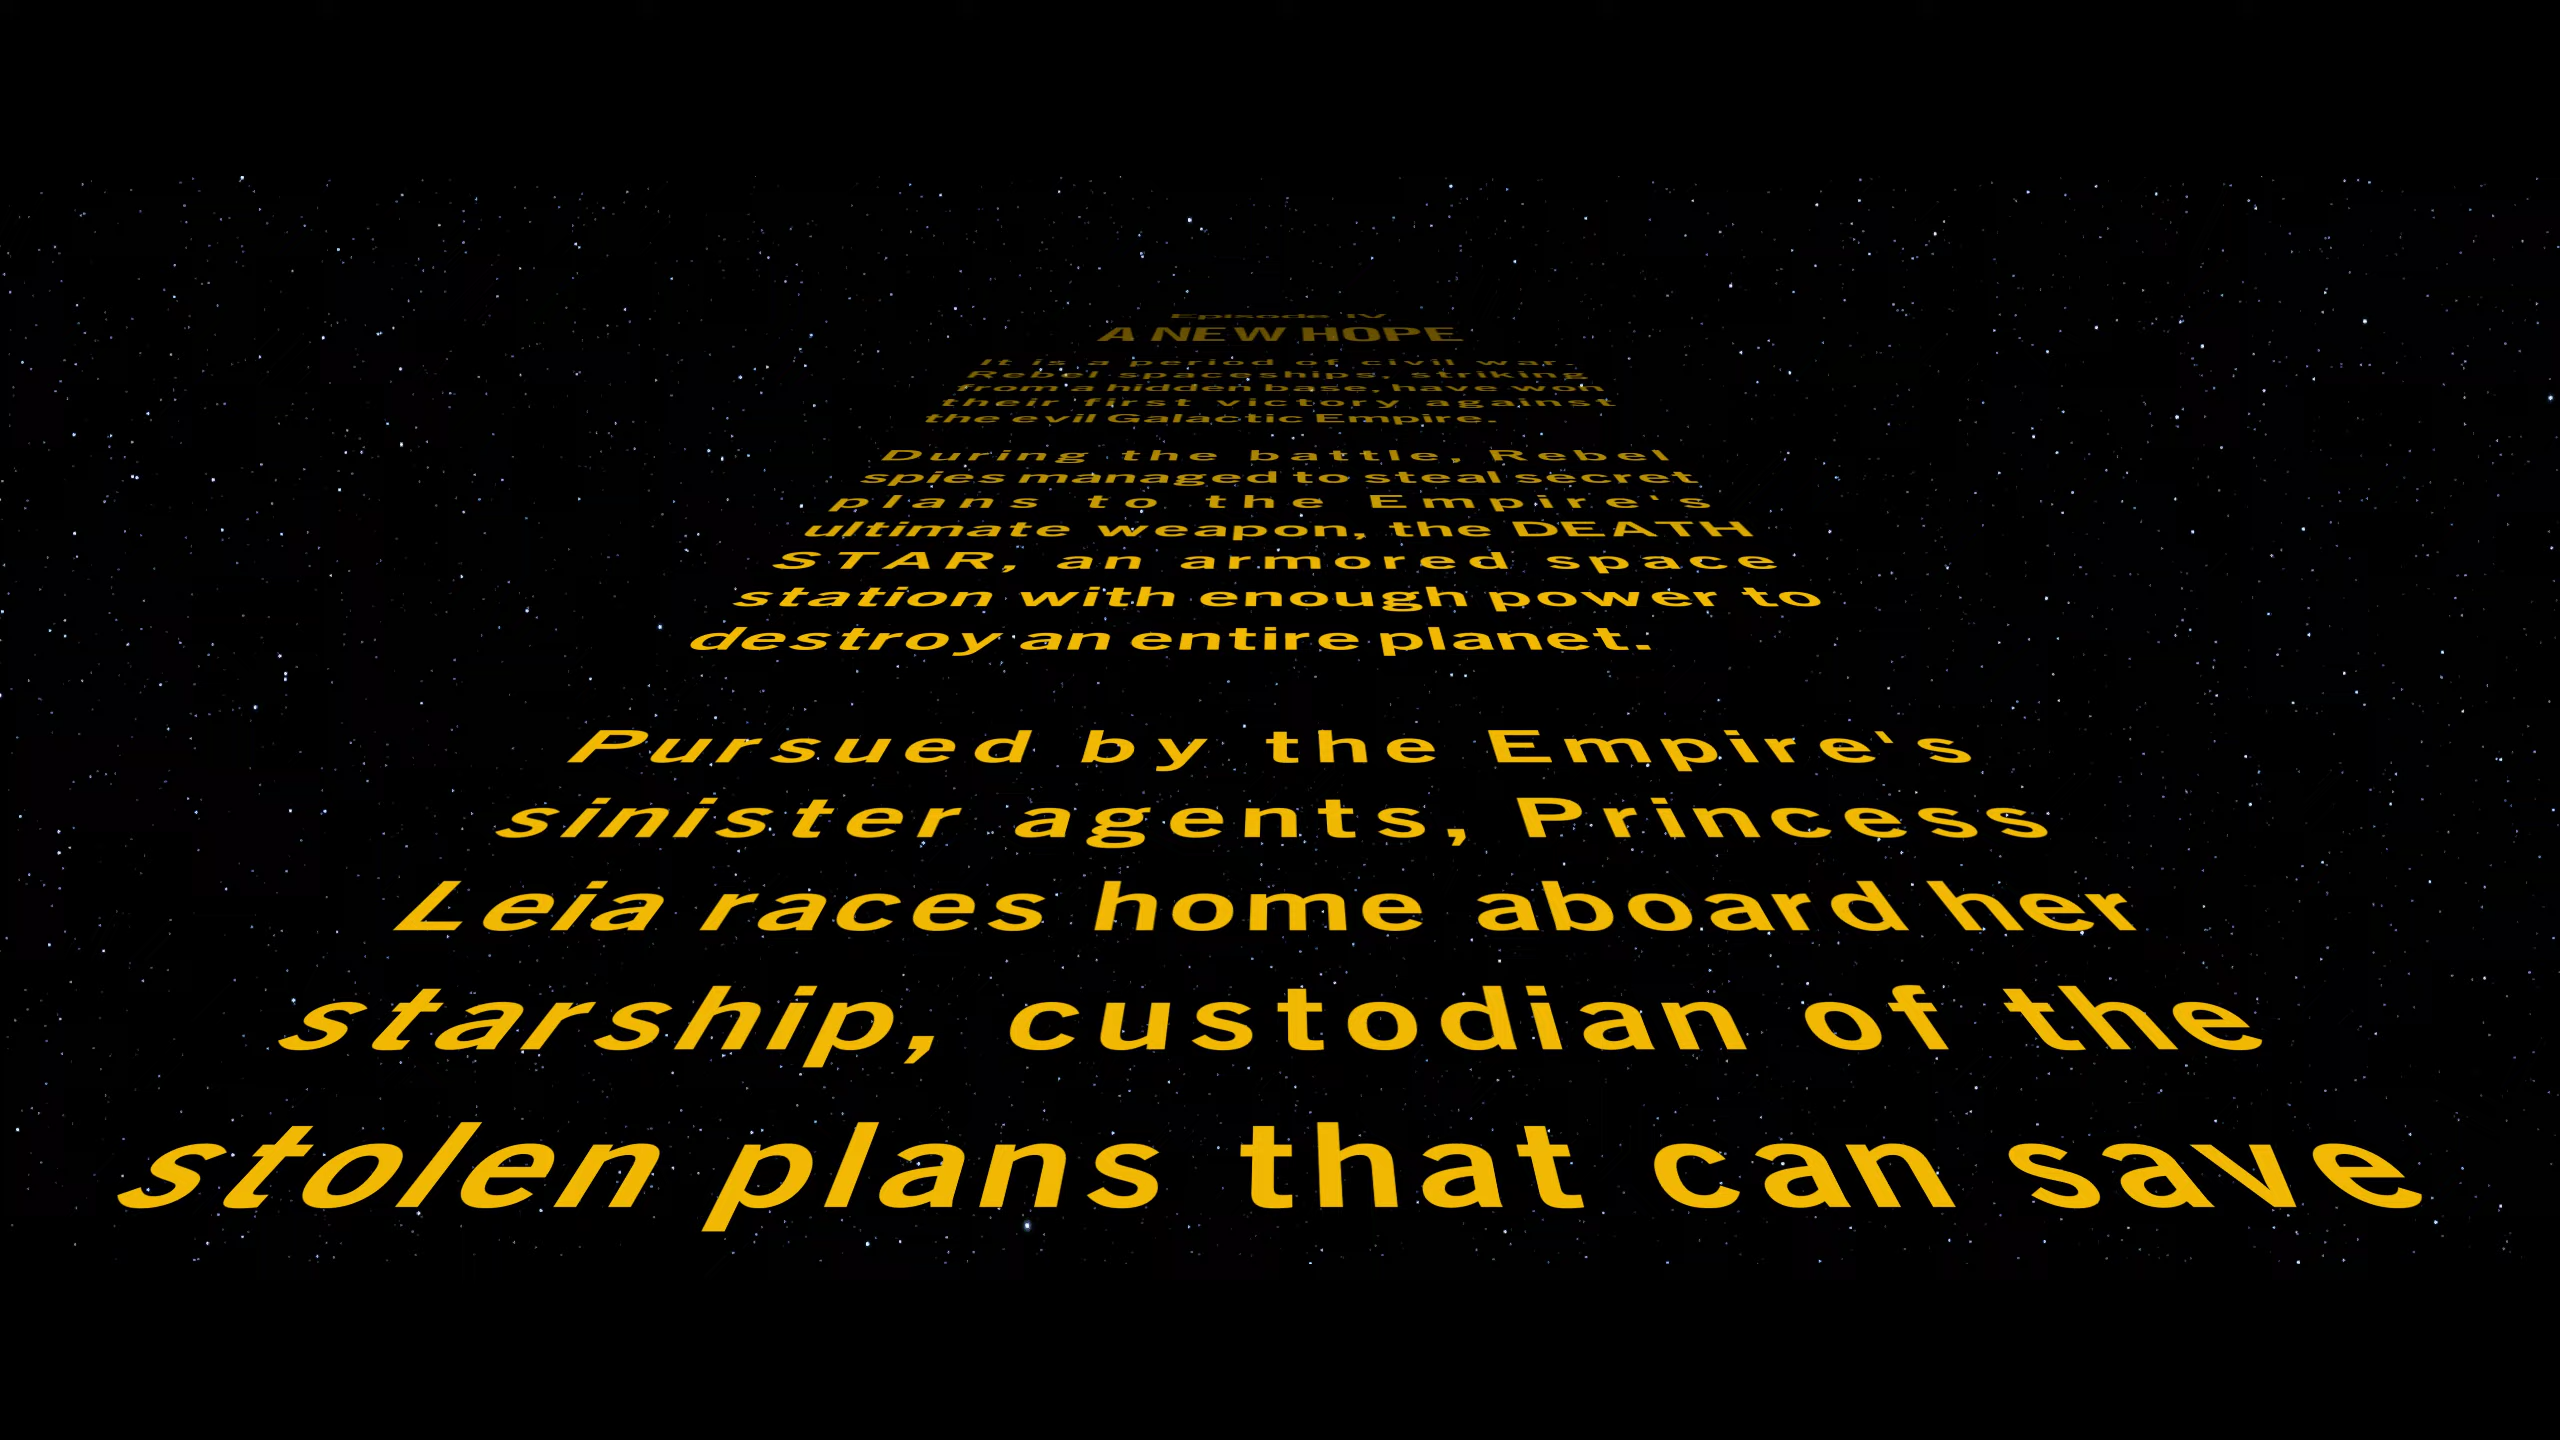 Episode IV
A NEW HOPE
It is a period of civil war.
Rebel spaceships, striking
from a hidden base, have won
their first victory against
the evil Galactic Empire.
During the battle, Rebel
spies managed to steal secret
plans to the Empire's
ultimate weapon, the DEATH
STAR, an armored space
station with enough power to
destroy an entire planet.
Pursued by the Empire's
sinister agents, Princess
Leia races home aboard her
starship, custodian of the
stolen plans that can save